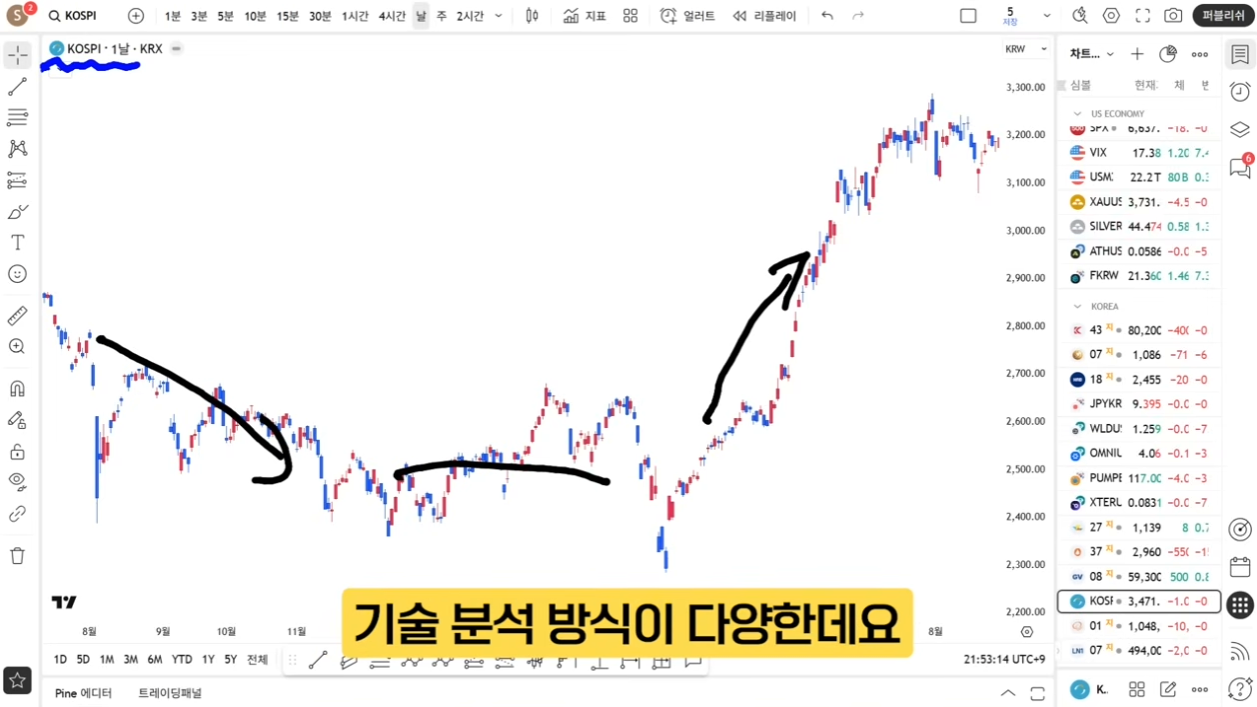 S 2 KOSPI 1분 3분 5분 10분 15분 30분 1시간 4시간 날 주 2시간 지표 얼러트 리플레이 5 저장 퍼블리쉬
KOSPI · 1날 · KRX
KRW
차트...
심볼 현재 체 변
3,300.00
3,200.00
3,100.00
3,000.00
2,900.00
2,800.00
2,700.00
2,600.00
2,500.00
2,400.00
2,300.00
2,200.00
US ECONOMY
SPX 6,637. −18. −0
VIX 17.38 1.20 7.4
USM 22.2T 80B 0.3
XAUUS 3,731. −4.5 −0
SILVER 44.474 0.58 1.3
ATHUS 0.0586 −0.0 −5
FKRW 21.360 1.46 7.3
KOREA
43 지 80,200 −400 −0
07 지 1,086 −71 −6
18 지 2,455 −20 −0
JPYKR 9.395 −0.0 −0
WLDU 1.259 −0.0 −7
OMNIU 4.06 −0.1 −3
PUMPE 117.00 −4.0 −3
XTERL 0.0831 −0.0 −7
27 지 1,139 8 0.7
37 지 2,960 −550 −1
GV 08 지 59,300 500 0.8
KOSF 3,471. −1.0 −0
01 지 1,048, −10, −0
LNS 07 지 494,00 −2,0 −0
6
기술 분석 방식이 다양한데요
8월 9월 10월 11월 8월
1D 5D 1M 3M 6M YTD 1Y 5Y 전체
21:53:14 UTC+9
Pine 에디터 트레이딩패널
K.